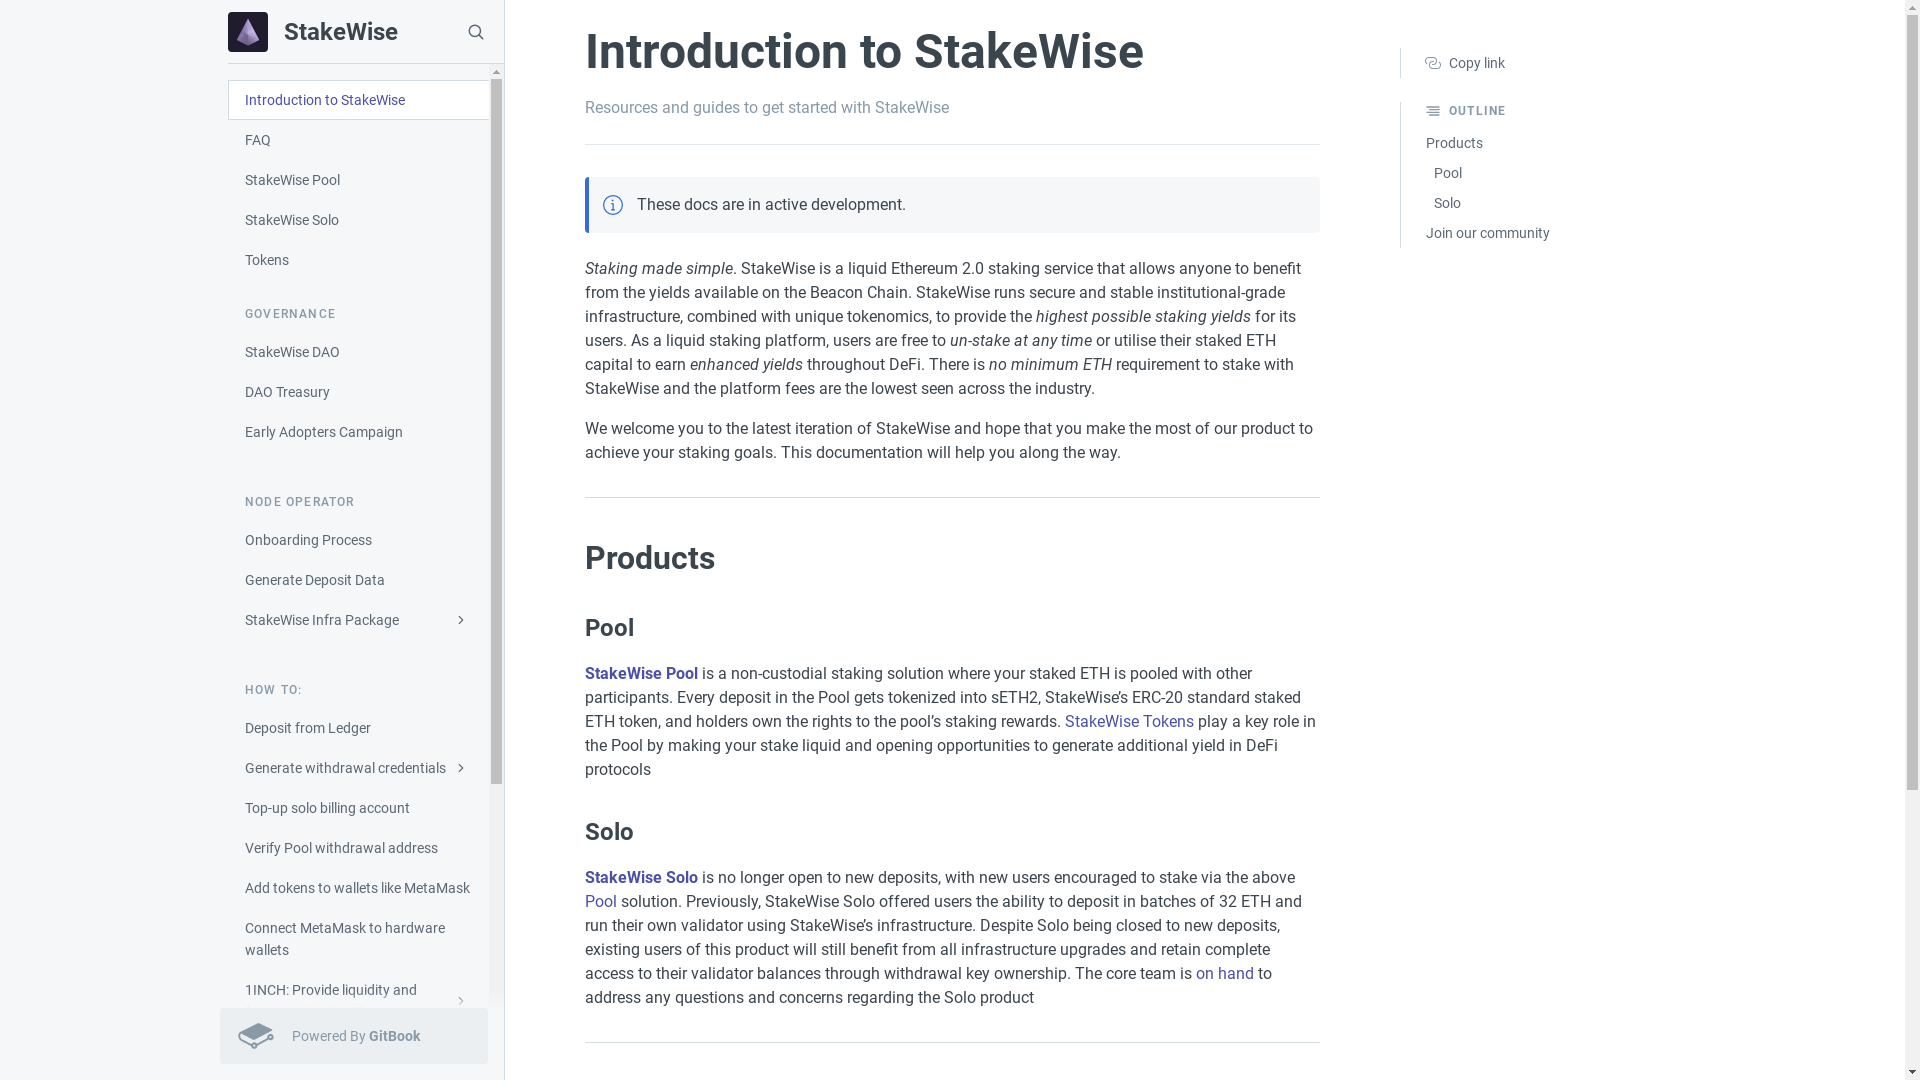 StakeWise
Introduction to StakeWise
FAQ
StakeWise Pool
StakeWise Solo
Tokens
GOVERNANCE
StakeWise DAO
DAO Treasury
Early Adopters Campaign
NODE OPERATOR
Onboarding Process
Generate Deposit Data
StakeWise Infra Package
HOW TO:
Deposit from Ledger
Generate withdrawal credentials
Top-up solo billing account
Verify Pool withdrawal address
Add tokens to wallets like MetaMask
Connect MetaMask to hardware
wallets
1INCH: Provide liquidity and
Powered By GitBook
Introduction to StakeWise
Resources and guides to get started with StakeWise
These docs are in active development.
Staking made simple. StakeWise is a liquid Ethereum 2.0 staking service that allows anyone to benefit
from the yields available on the Beacon Chain. StakeWise runs secure and stable institutional-grade
infrastructure, combined with unique tokenomics, to provide the highest possible staking yields for its
users. As a liquid staking platform, users are free to un-stake at any time or utilise their staked ETH
capital to earn enhanced yields throughout DeFi. There is no minimum ETH requirement to stake with
StakeWise and the platform fees are the lowest seen across the industry.
We welcome you to the latest iteration of StakeWise and hope that you make the most of our product to
achieve your staking goals. This documentation will help you along the way.
Products
Pool
StakeWise Pool is a non-custodial staking solution where your staked ETH is pooled with other
participants. Every deposit in the Pool gets tokenized into sETH2, StakeWise’s ERC-20 standard staked
ETH token, and holders own the rights to the pool’s staking rewards. StakeWise Tokens play a key role in
the Pool by making your stake liquid and opening opportunities to generate additional yield in DeFi
protocols
Solo
StakeWise Solo is no longer open to new deposits, with new users encouraged to stake via the above
Pool solution. Previously, StakeWise Solo offered users the ability to deposit in batches of 32 ETH and
run their own validator using StakeWise’s infrastructure. Despite Solo being closed to new deposits,
existing users of this product will still benefit from all infrastructure upgrades and retain complete
access to their validator balances through withdrawal key ownership. The core team is on hand to
address any questions and concerns regarding the Solo product
Copy link
OUTLINE
Products
Pool
Solo
Join our community